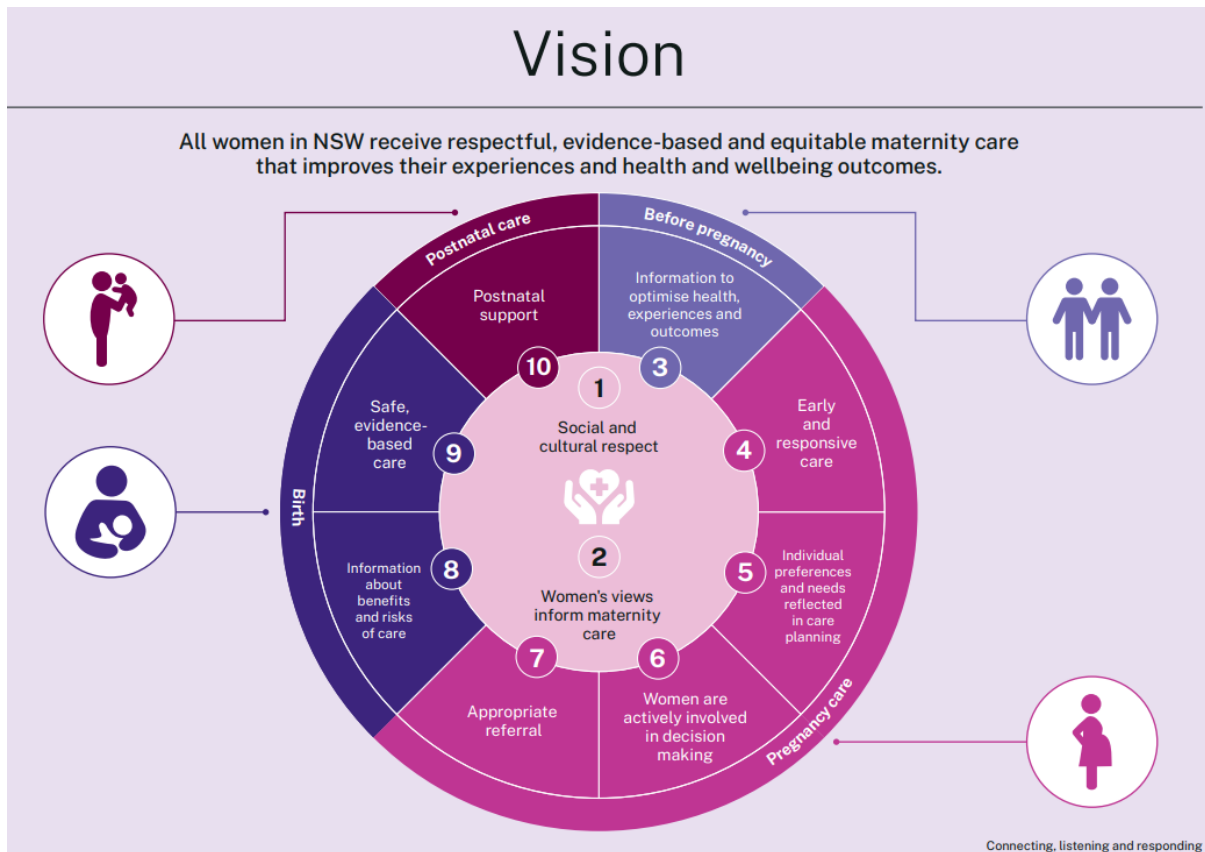 Vision
All women in NSW receive respectful, evidence-based and equitable maternity care
that improves their experiences and health and wellbeing outcomes.
Postnatal care
Before pregnancy
Pregnancy care
Birth
1
Social and
cultural respect
2
Women's views
inform maternity
care
3
Information to
optimise health,
experiences and
outcomes
4
Early
and
responsive
care
5
Individual
preferences
and needs
reflected
in care
planning
6
Women are
actively involved
in decision
making
7
Appropriate
referral
8
Information
about
benefits
and risks
of care
9
Safe,
evidence-
based
care
10
Postnatal
support
Connecting, listening and responding